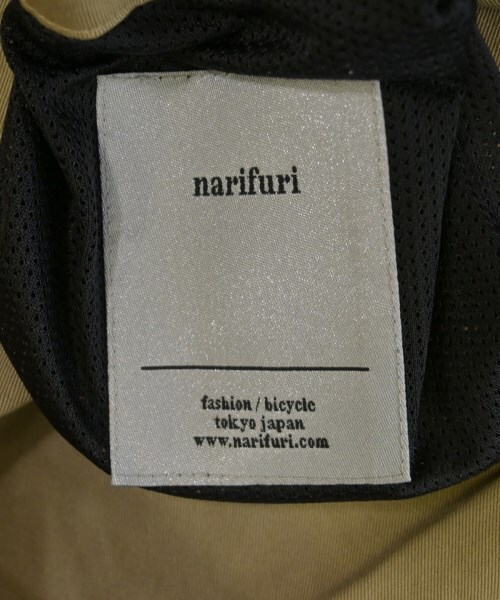 narifuri
fashion / bicycle
tokyo japan
www.narifuri.com